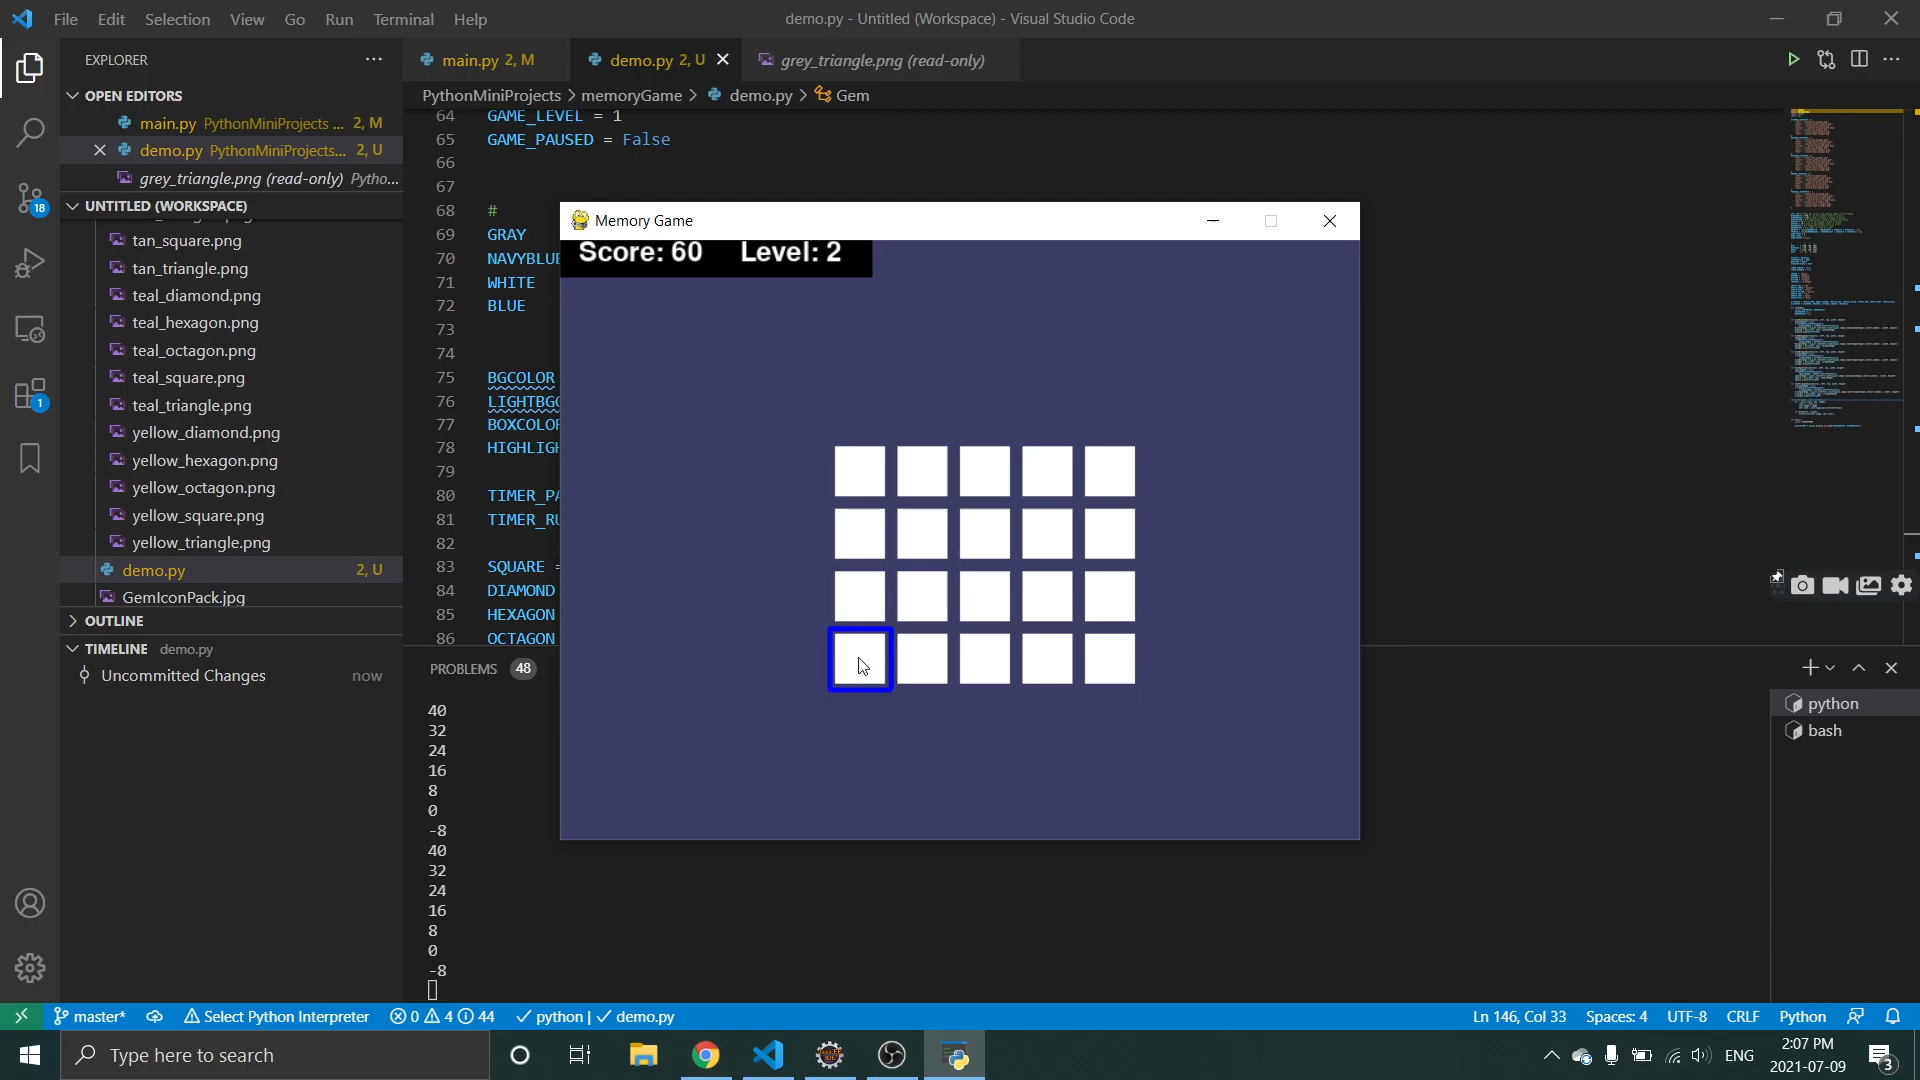 File Edit Selection View Go Run Terminal Help
demo.py - Untitled (Workspace) - Visual Studio Code
EXPLORER
main.py 2, M
demo.py 2, U
grey_triangle.png (read-only)
OPEN EDITORS
main.py PythonMiniProjects ... 2, M
demo.py PythonMiniProjects... 2, U
grey_triangle.png (read-only) Pytho...
UNTITLED (WORKSPACE)
tan_square.png
tan_triangle.png
teal_diamond.png
teal_hexagon.png
teal_octagon.png
teal_square.png
teal_triangle.png
yellow_diamond.png
yellow_hexagon.png
yellow_octagon.png
yellow_square.png
yellow_triangle.png
demo.py 2, U
GemIconPack.jpg
OUTLINE
TIMELINE demo.py
Uncommitted Changes now
PythonMiniProjects > memoryGame > demo.py > Gem
64 GAME_LEVEL = 1
65 GAME_PAUSED = False
66
67
68 #
69 GRAY
70 NAVYBLUE
71 WHITE
72 BLUE
73
74
75 BGCOLOR
76 LIGHTBGC
77 BOXCOLOR
78 HIGHLIGH
79
80 TIMER_PA
81 TIMER_RU
82
83 SQUARE =
84 DIAMOND
85 HEXAGON
86 OCTAGON
Memory Game
Score: 60 Level: 2
PROBLEMS 48
40
32
24
16
8
0
-8
40
32
24
16
8
0
-8
python
bash
18
1
master* Select Python Interpreter 0 4 44 python | demo.py
Ln 146, Col 33 Spaces: 4 UTF-8 CRLF Python
Type here to search
ENG
2:07 PM
2021-07-09
3